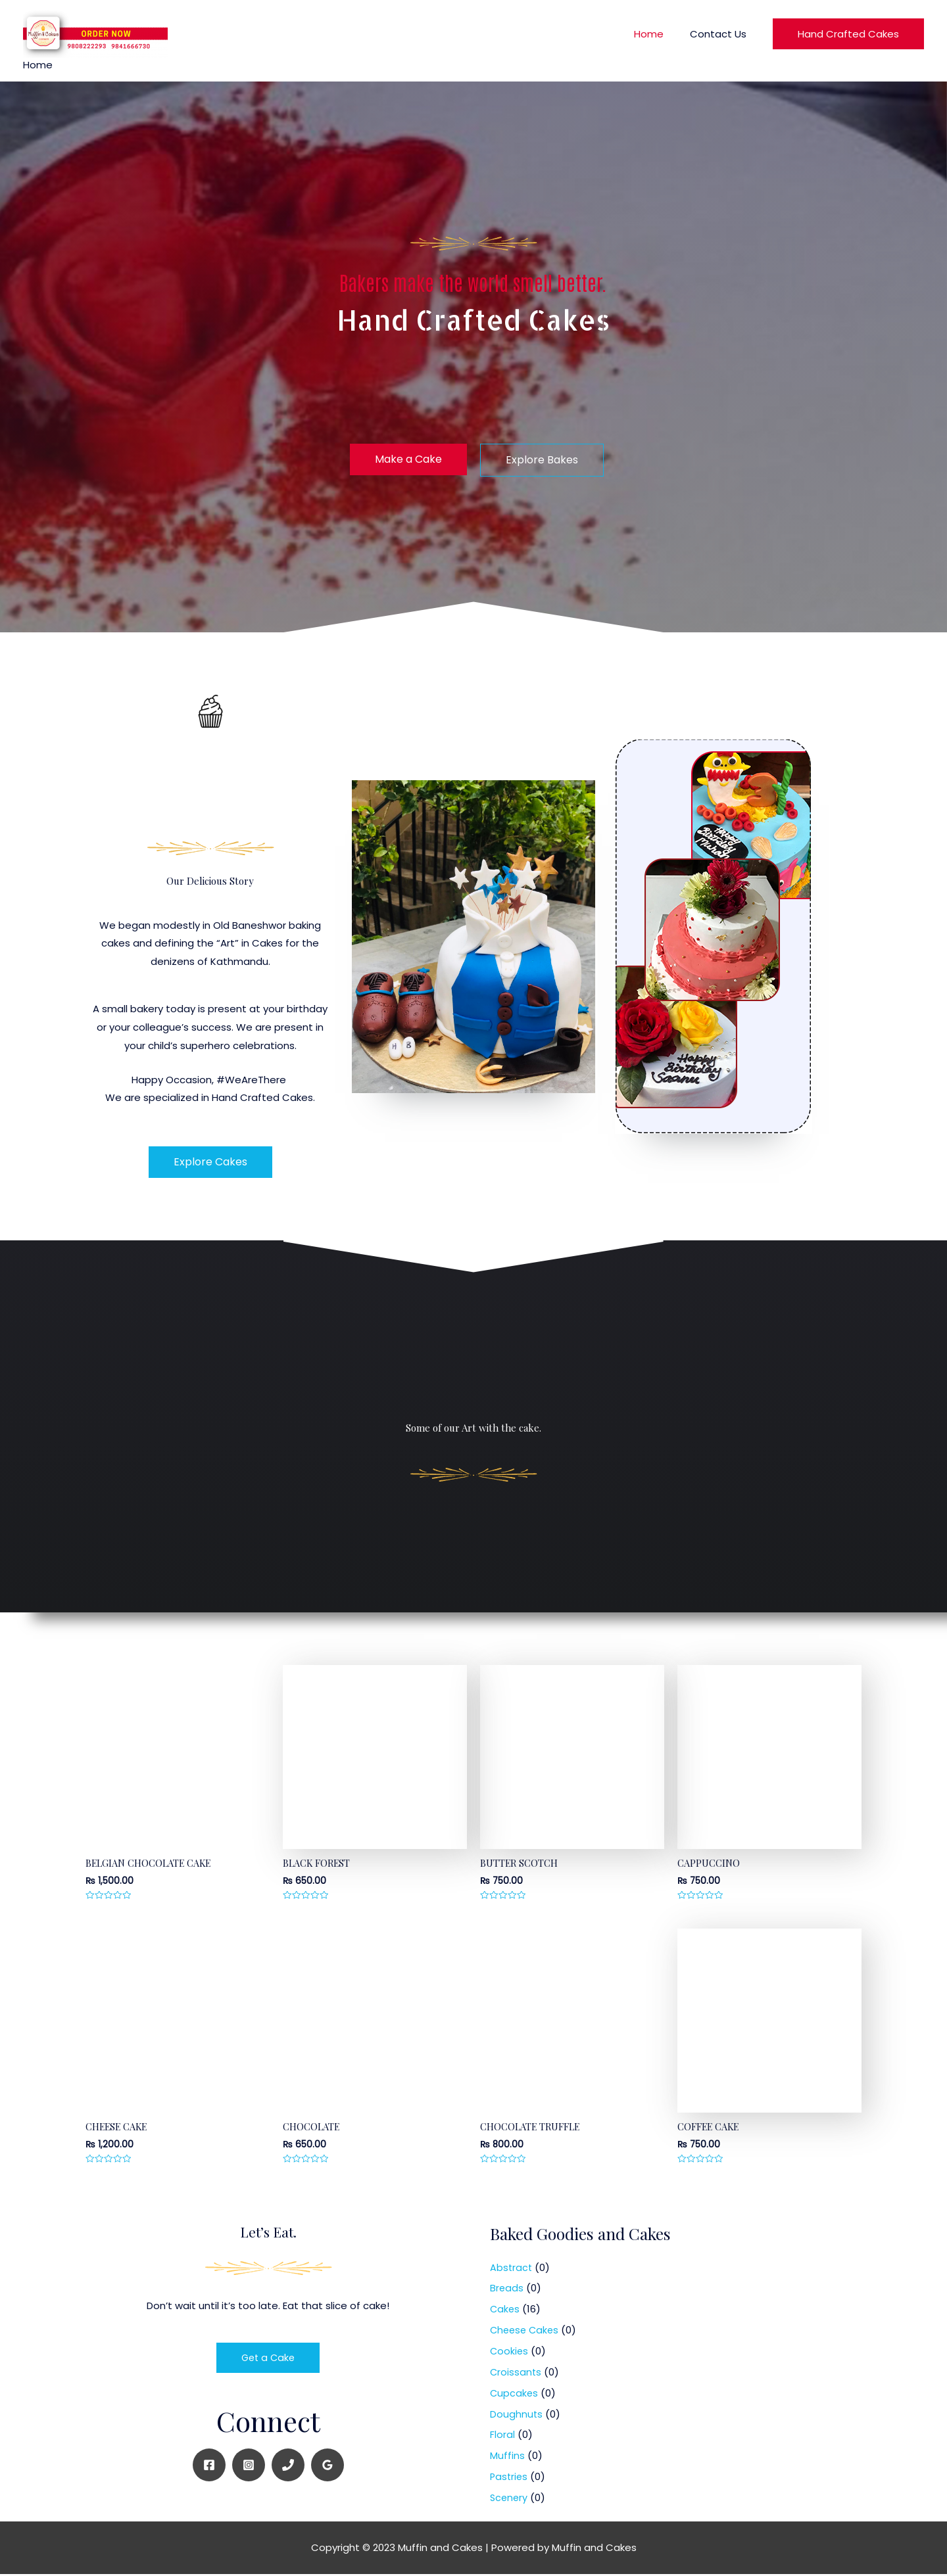 Muffin & Cakes
ORDER NOW
9808222293 9841666730
Home
Contact Us
Hand Crafted Cakes
Home
Bakers make the world smell better.
Hand Crafted Cakes
Make a Cake
Explore Bakes
Our Delicious Story
We began modestly in Old Baneshwor baking
cakes and defining the “Art” in Cakes for the
denizens of Kathmandu.
A small bakery today is present at your birthday
or your colleague’s success. We are present in
your child’s superhero celebrations.
Happy Occasion, #WeAreThere
We are specialized in Hand Crafted Cakes.
Explore Cakes
H B
Happy
Birthday
Happy
Birthday
Saanu
Some of our Art with the cake.
BELGIAN CHOCOLATE CAKE
₨ 1,500.00
BLACK FOREST
₨ 650.00
BUTTER SCOTCH
₨ 750.00
CAPPUCCINO
₨ 750.00
CHEESE CAKE
₨ 1,200.00
CHOCOLATE
₨ 650.00
CHOCOLATE TRUFFLE
₨ 800.00
COFFEE CAKE
₨ 750.00
Let’s Eat.
Don’t wait until it’s too late. Eat that slice of cake!
Get a Cake
Connect
Baked Goodies and Cakes
Abstract (0)
Breads (0)
Cakes (16)
Cheese Cakes (0)
Cookies (0)
Croissants (0)
Cupcakes (0)
Doughnuts (0)
Floral (0)
Muffins (0)
Pastries (0)
Scenery (0)
Copyright © 2023 Muffin and Cakes | Powered by Muffin and Cakes